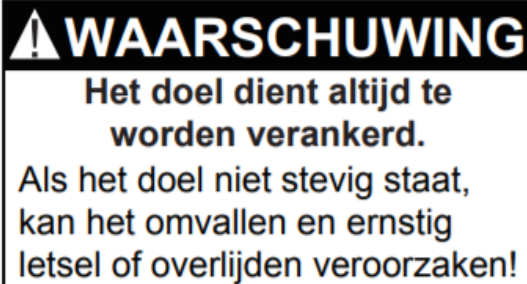 WAARSCHUWING
Het doel dient altijd te
worden verankerd.
Als het doel niet stevig staat,
kan het omvallen en ernstig
letsel of overlijden veroorzaken!